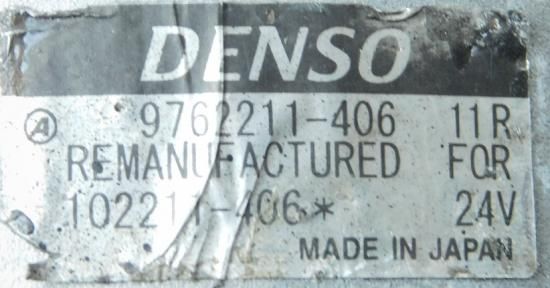 DENSO
Ⓐ 9762211-406 11R
REMANUFACTURED FOR
102211-406* 24V
MADE IN JAPAN